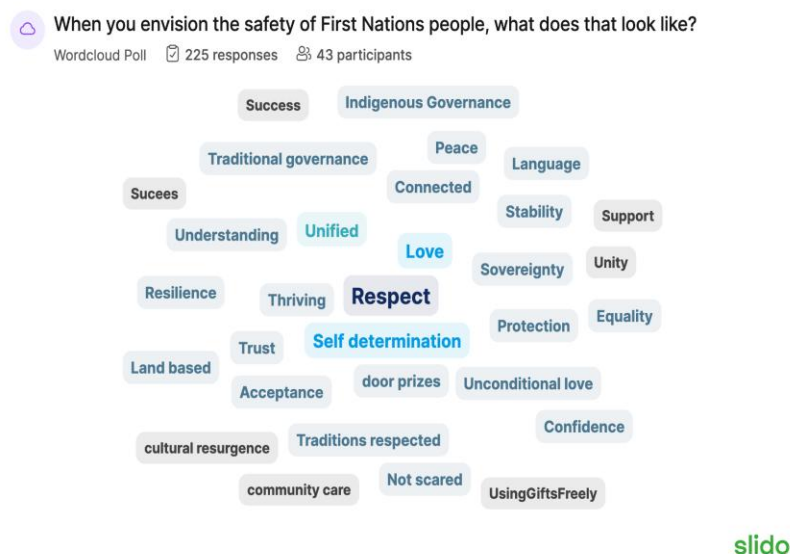 When you envision the safety of First Nations people, what does that look like?
Wordcloud Poll 225 responses 43 participants
Success
Indigenous Governance
Peace
Traditional governance
Language
Connected
Sucees
Stability
Support
Unified
Understanding
Love
Unity
Sovereignty
Resilience
Thriving
Respect
Equality
Protection
Self determination
Trust
Land based
door prizes
Unconditional love
Acceptance
Confidence
Traditions respected
cultural resurgence
Not scared
community care
UsingGiftsFreely
slido